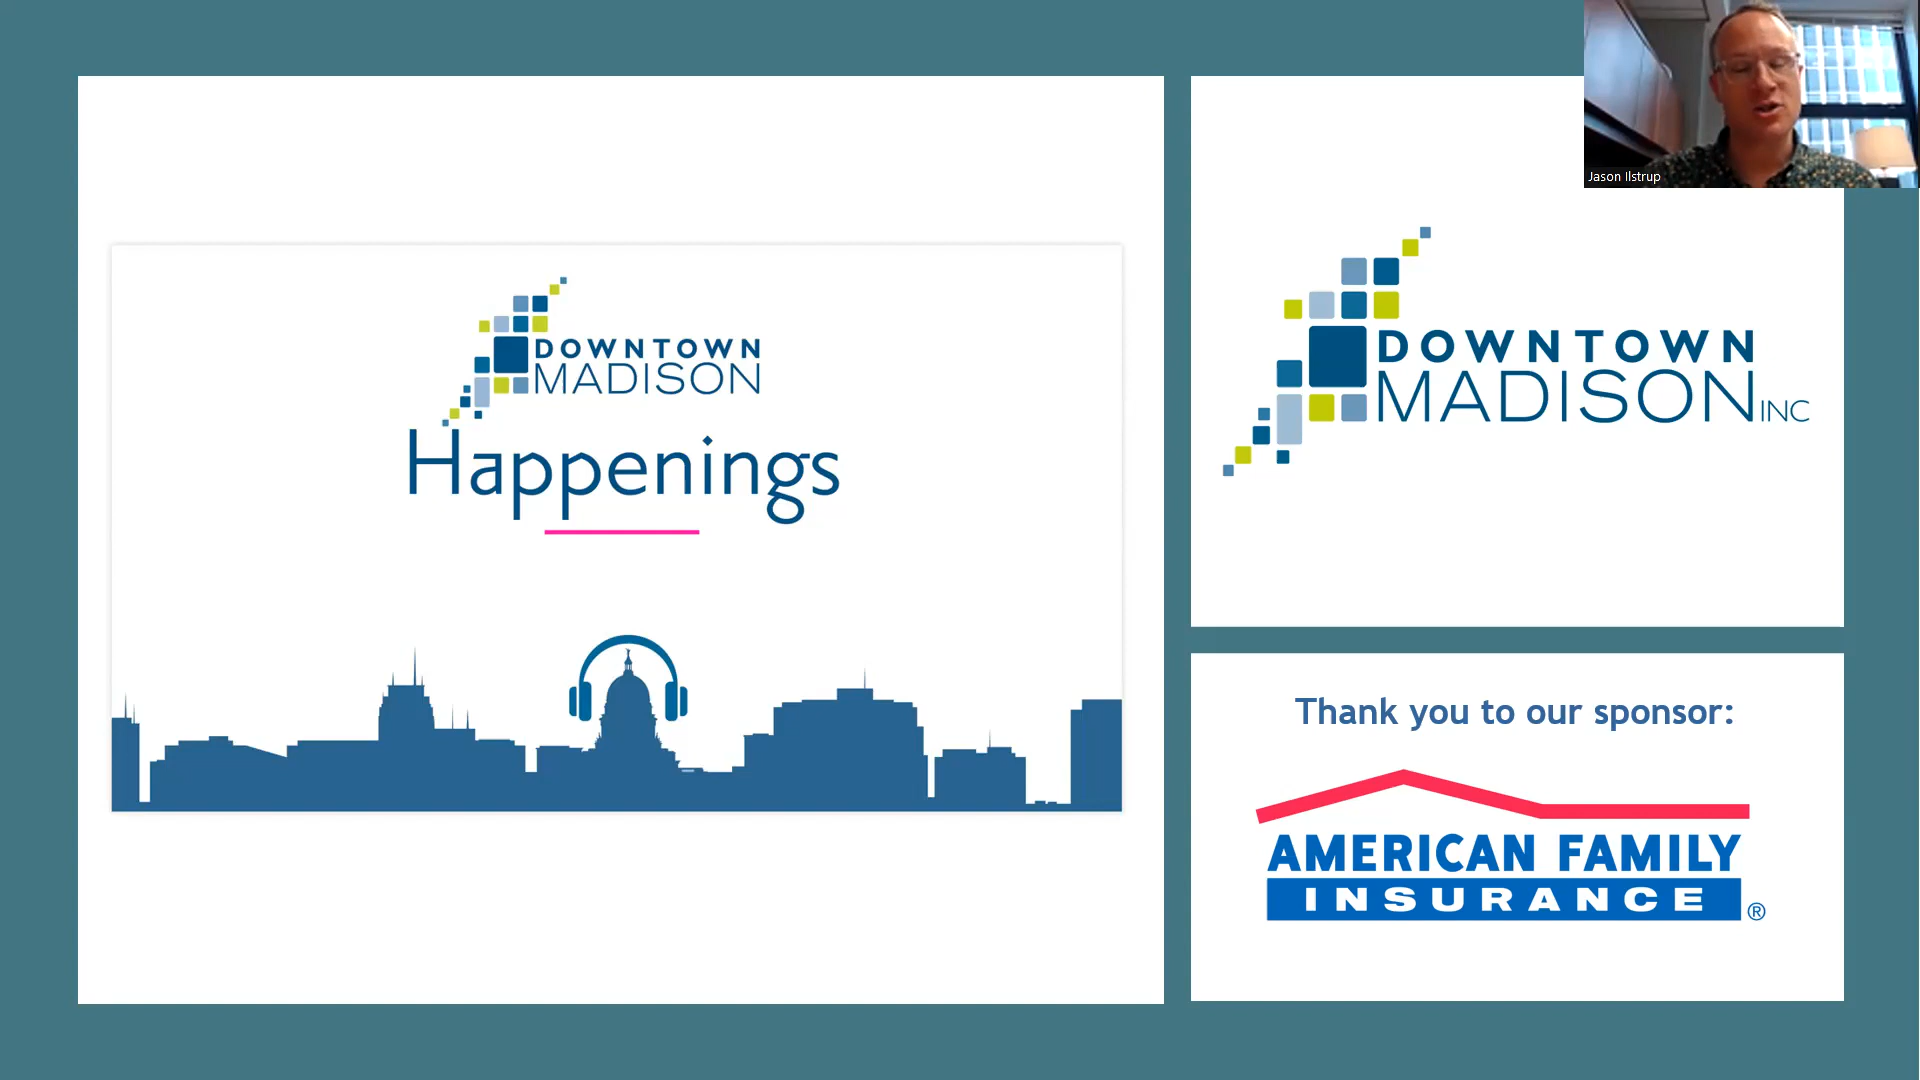 DOWNTOWN
MADISON
Happenings
Jason Ilstrup
DOWNTOWN
MADISON INC
Thank you to our sponsor:
AMERICAN FAMILY
INSURANCE ®